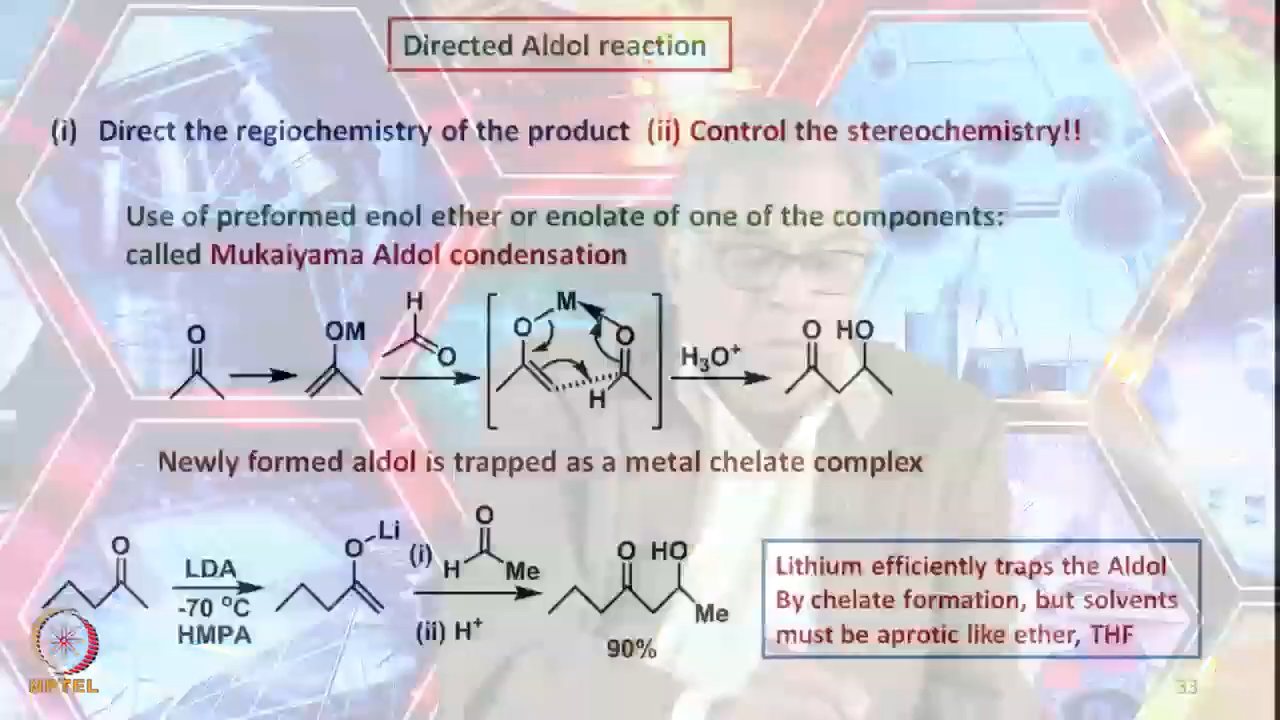 Directed Aldol reaction
(i) Direct the regiochemistry of the product (ii) Control the stereochemistry!!
Use of preformed enol ether or enolate of one of the components:
called Mukaiyama Aldol condensation
O
OM
H
O
M
O
O
H
H₃O⁺
O HO
Newly formed aldol is trapped as a metal chelate complex
O
LDA
-70 ºC
HMPA
O-Li
(i)
O
H
Me
(ii) H⁺
O HO
Me
90%
Lithium efficiently traps the Aldol
By chelate formation, but solvents
must be aprotic like ether, THF
NPTEL
33